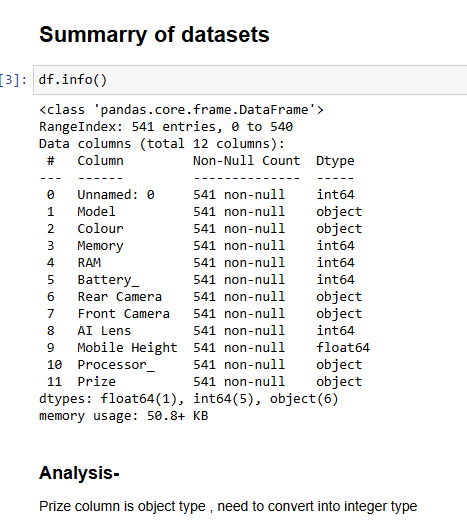 Summarry of datasets
[3]: df.info()
<class 'pandas.core.frame.DataFrame'>
RangeIndex: 541 entries, 0 to 540
Data columns (total 12 columns):
 #   Column         Non-Null Count  Dtype
---  ------         --------------  -----
 0   Unnamed: 0     541 non-null    int64
 1   Model          541 non-null    object
 2   Colour         541 non-null    object
 3   Memory         541 non-null    int64
 4   RAM            541 non-null    int64
 5   Battery_       541 non-null    int64
 6   Rear Camera    541 non-null    object
 7   Front Camera   541 non-null    object
 8   AI Lens        541 non-null    int64
 9   Mobile Height  541 non-null    float64
 10  Processor_     541 non-null    object
 11  Prize          541 non-null    object
dtypes: float64(1), int64(5), object(6)
memory usage: 50.8+ KB
Analysis-
Prize column is object type , need to convert into integer type